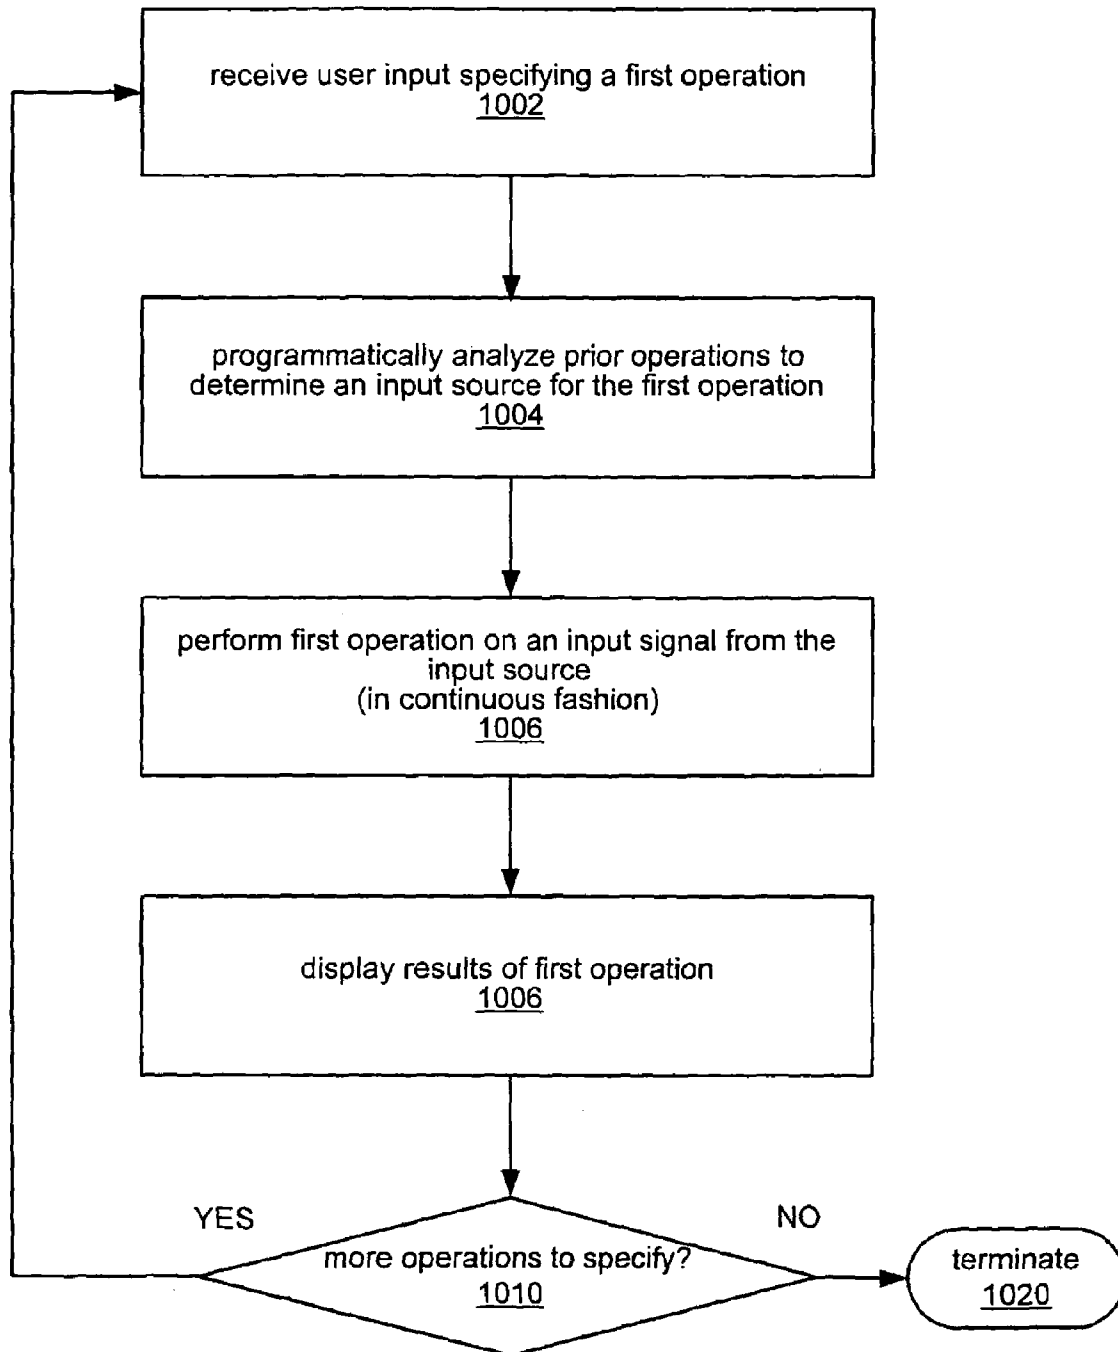 receive user input specifying a first operation
1002
programmatically analyze prior operations to
determine an input source for the first operation
1004
perform first operation on an input signal from the
input source
(in continuous fashion)
1006
display results of first operation
1006
YES
NO
more operations to specify?
1010
terminate
1020